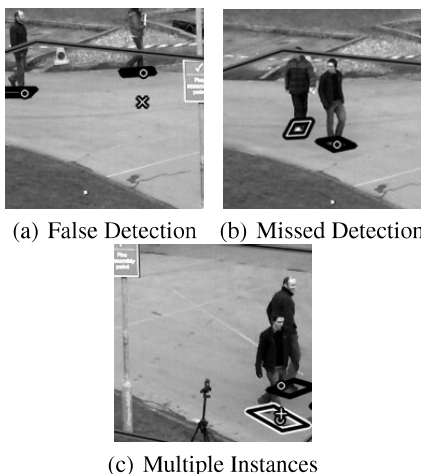 (a) False Detection
(b) Missed Detection
(c) Multiple Instances